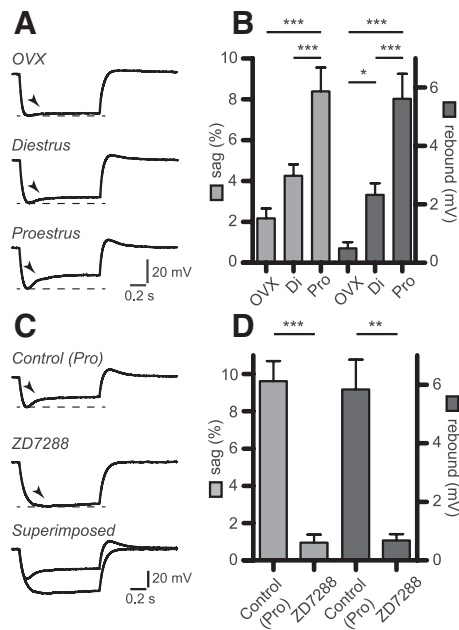 A
OVX
Diestrus
Proestrus
20 mV
0.2 s
B
*** ***
*** ***
*
10
8
6
4
2
0
sag (%)
6
4
2
0
rebound (mV)
OVX Di Pro OVX Di Pro
C
Control (Pro)
ZD7288
Superimposed
20 mV
0.2 s
D
*** **
10
8
6
4
2
0
sag (%)
6
4
2
0
rebound (mV)
Control (Pro) ZD7288 Control (Pro) ZD7288